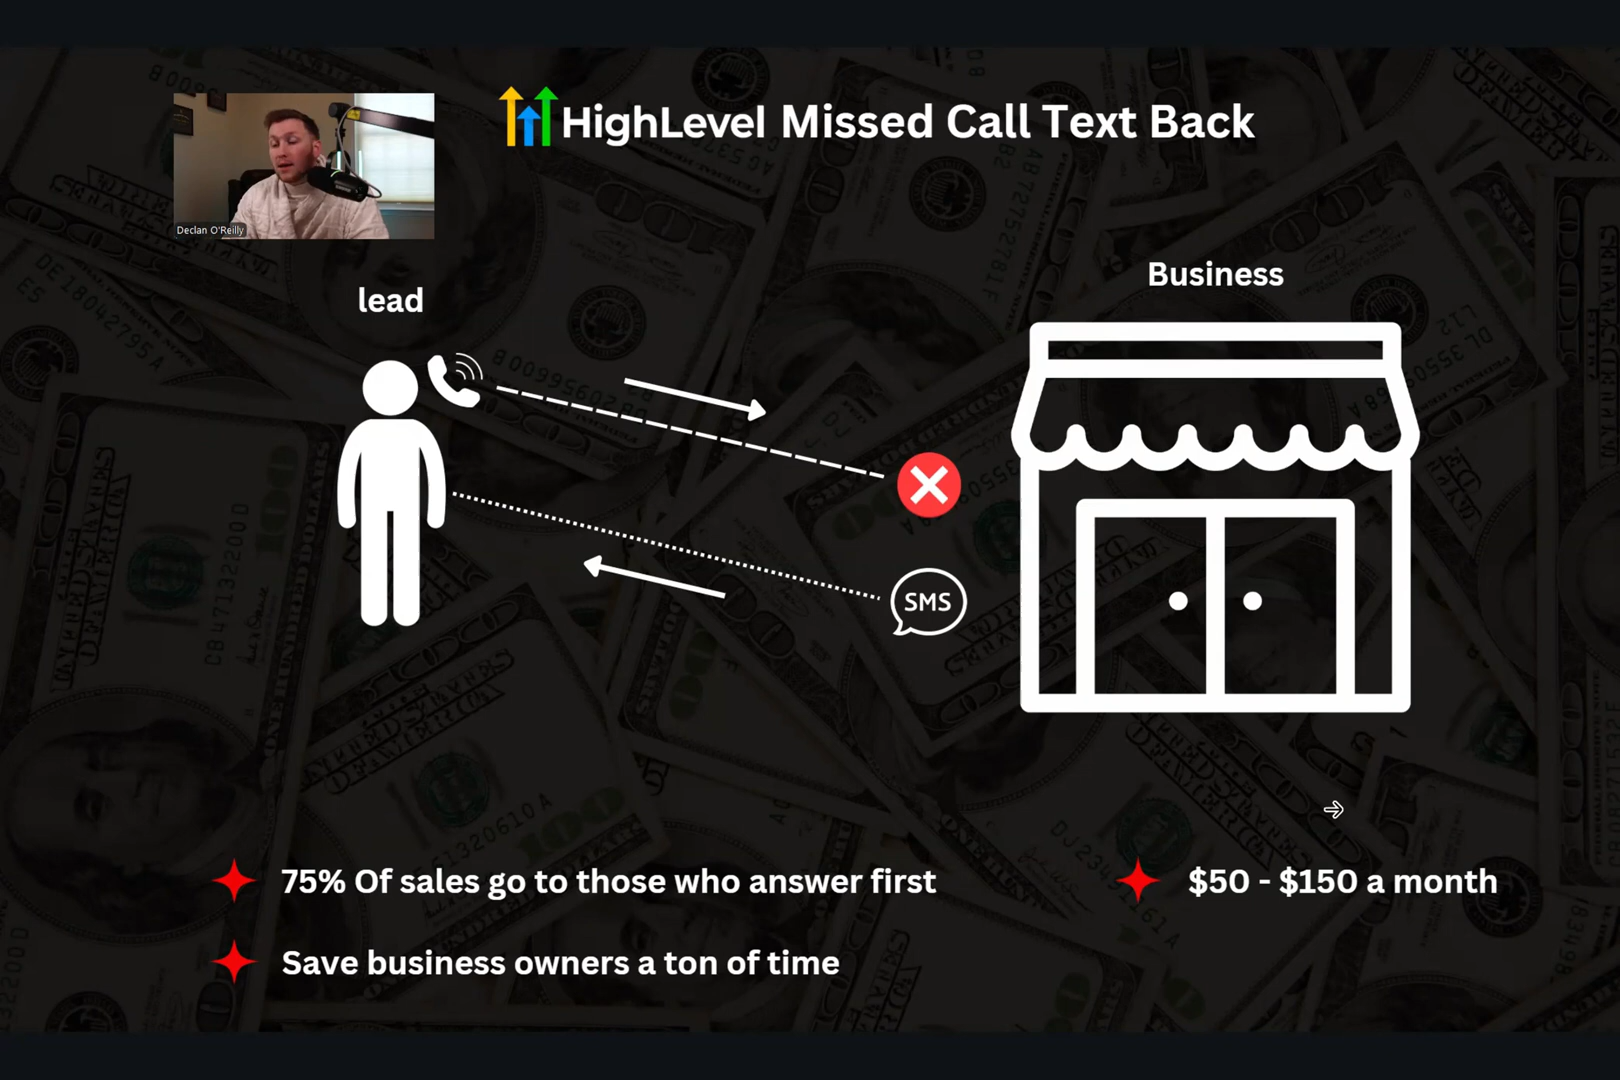 HighLevel Missed Call Text Back
Declan O'Reilly
lead
Business
SMS
75% Of sales go to those who answer first
$50 - $150 a month
Save business owners a ton of time